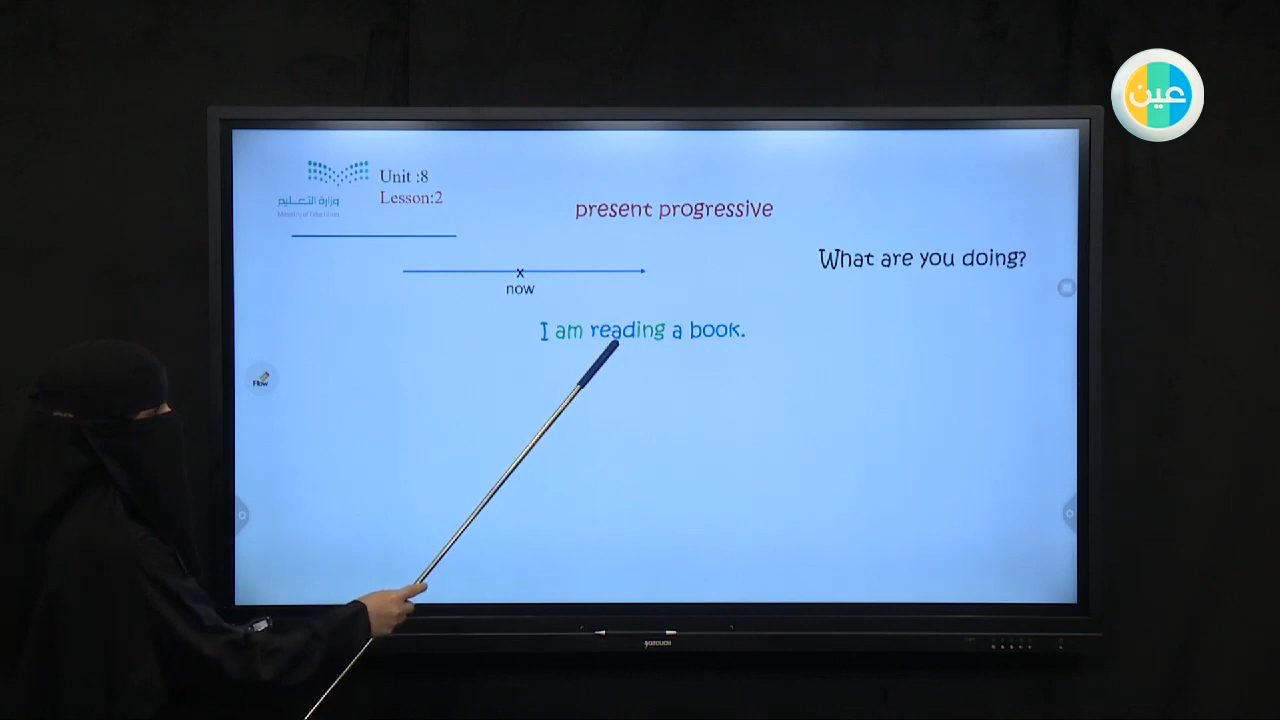 عين
Unit :8
Lesson:2
وزارة التعليم
Ministry of Education
present progressive
What are you doing?
x
now
I am reading a book.
Flow